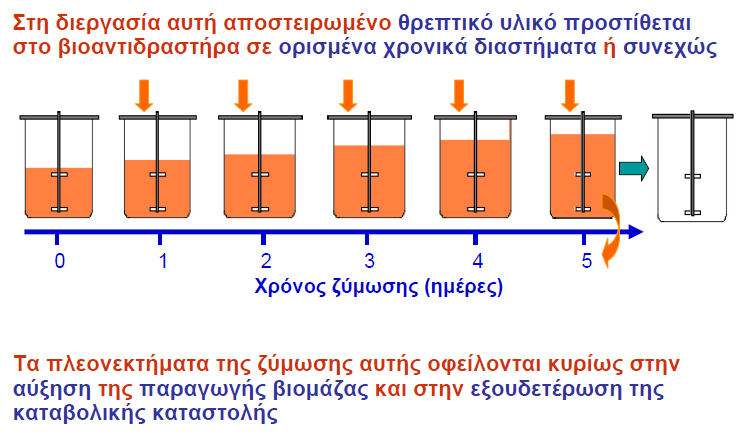 Στη διεργασία αυτή αποστειρωμένο θρεπτικό υλικό προστίθεται
στο βιοαντιδραστήρα σε ορισμένα χρονικά διαστήματα ή συνεχώς
0 1 2 3 4 5
Χρόνος ζύμωσης (ημέρες)
Τα πλεονεκτήματα της ζύμωσης αυτής οφείλονται κυρίως στην
αύξηση της παραγωγής βιομάζας και στην εξουδετέρωση της
καταβολικής καταστολής